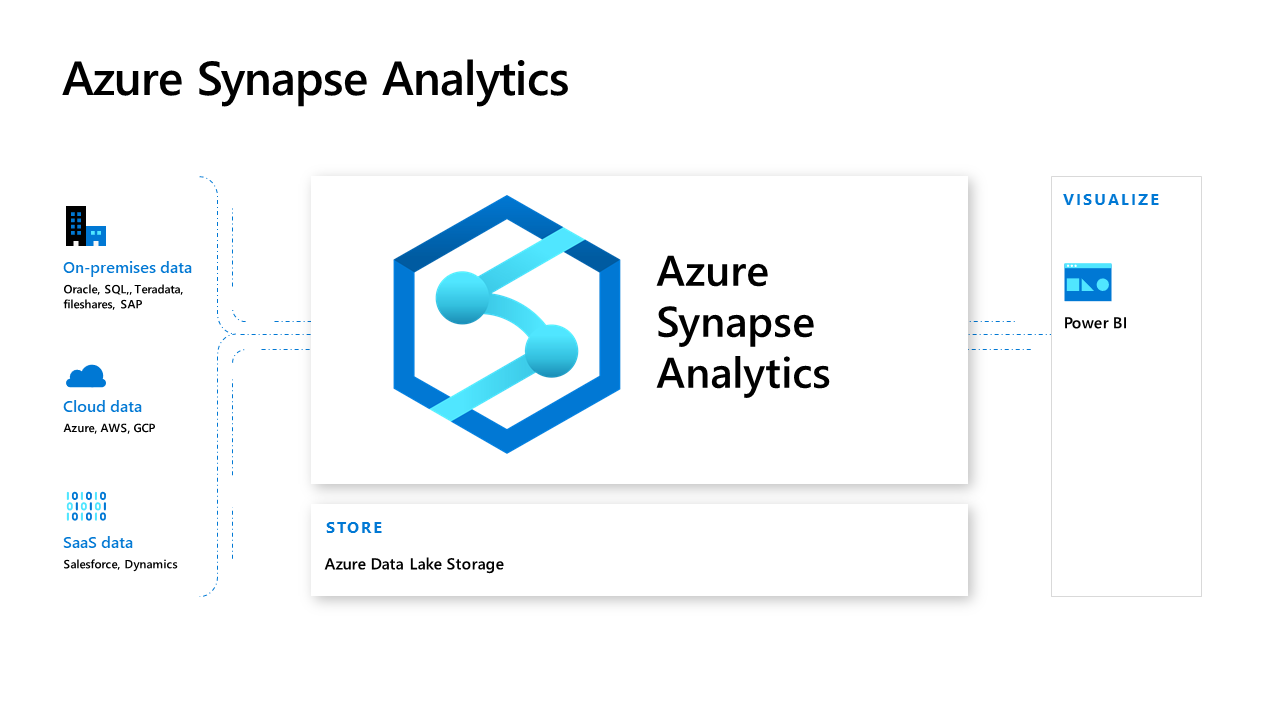 Azure Synapse Analytics
On-premises data
Oracle, SQL,, Teradata,
fileshares, SAP
Cloud data
Azure, AWS, GCP
SaaS data
Salesforce, Dynamics
Azure
Synapse
Analytics
STORE
Azure Data Lake Storage
VISUALIZE
Power BI